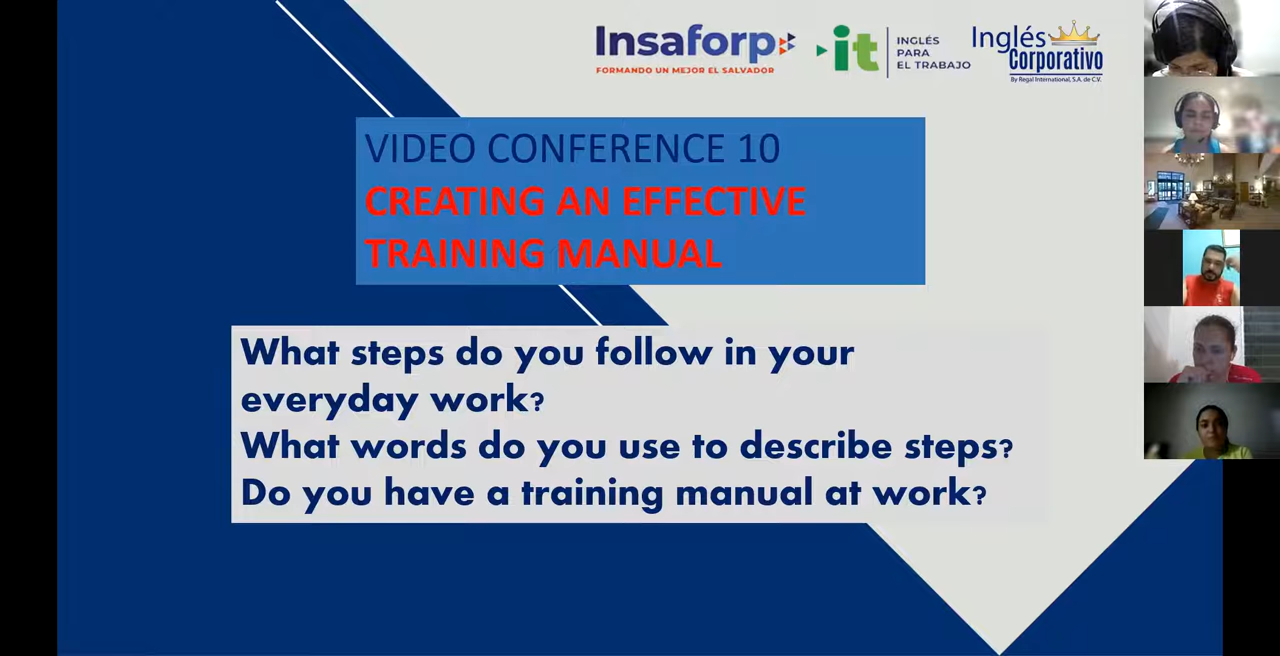 Insaforp
FORMANDO UN MEJOR EL SALVADOR
it
INGLÉS
PARA
EL TRABAJO
Inglés
Corporativo
By Regal International, S.A. de C.V.
VIDEO CONFERENCE 10
CREATING AN EFFECTIVE
TRAINING MANUAL
What steps do you follow in your
everyday work?
What words do you use to describe steps?
Do you have a training manual at work?